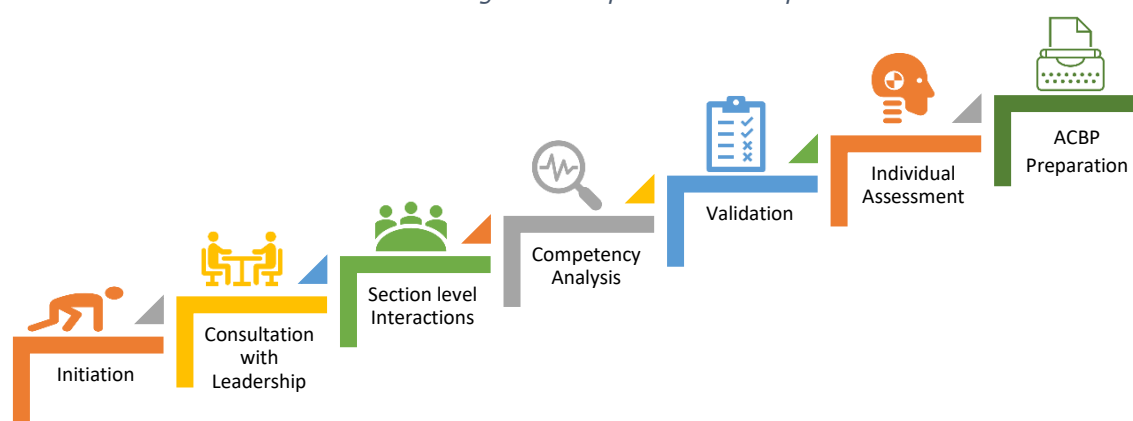 Initiation
Consultation
with
Leadership
Section level
Interactions
Competency
Analysis
Validation
Individual
Assessment
ACBP
Preparation